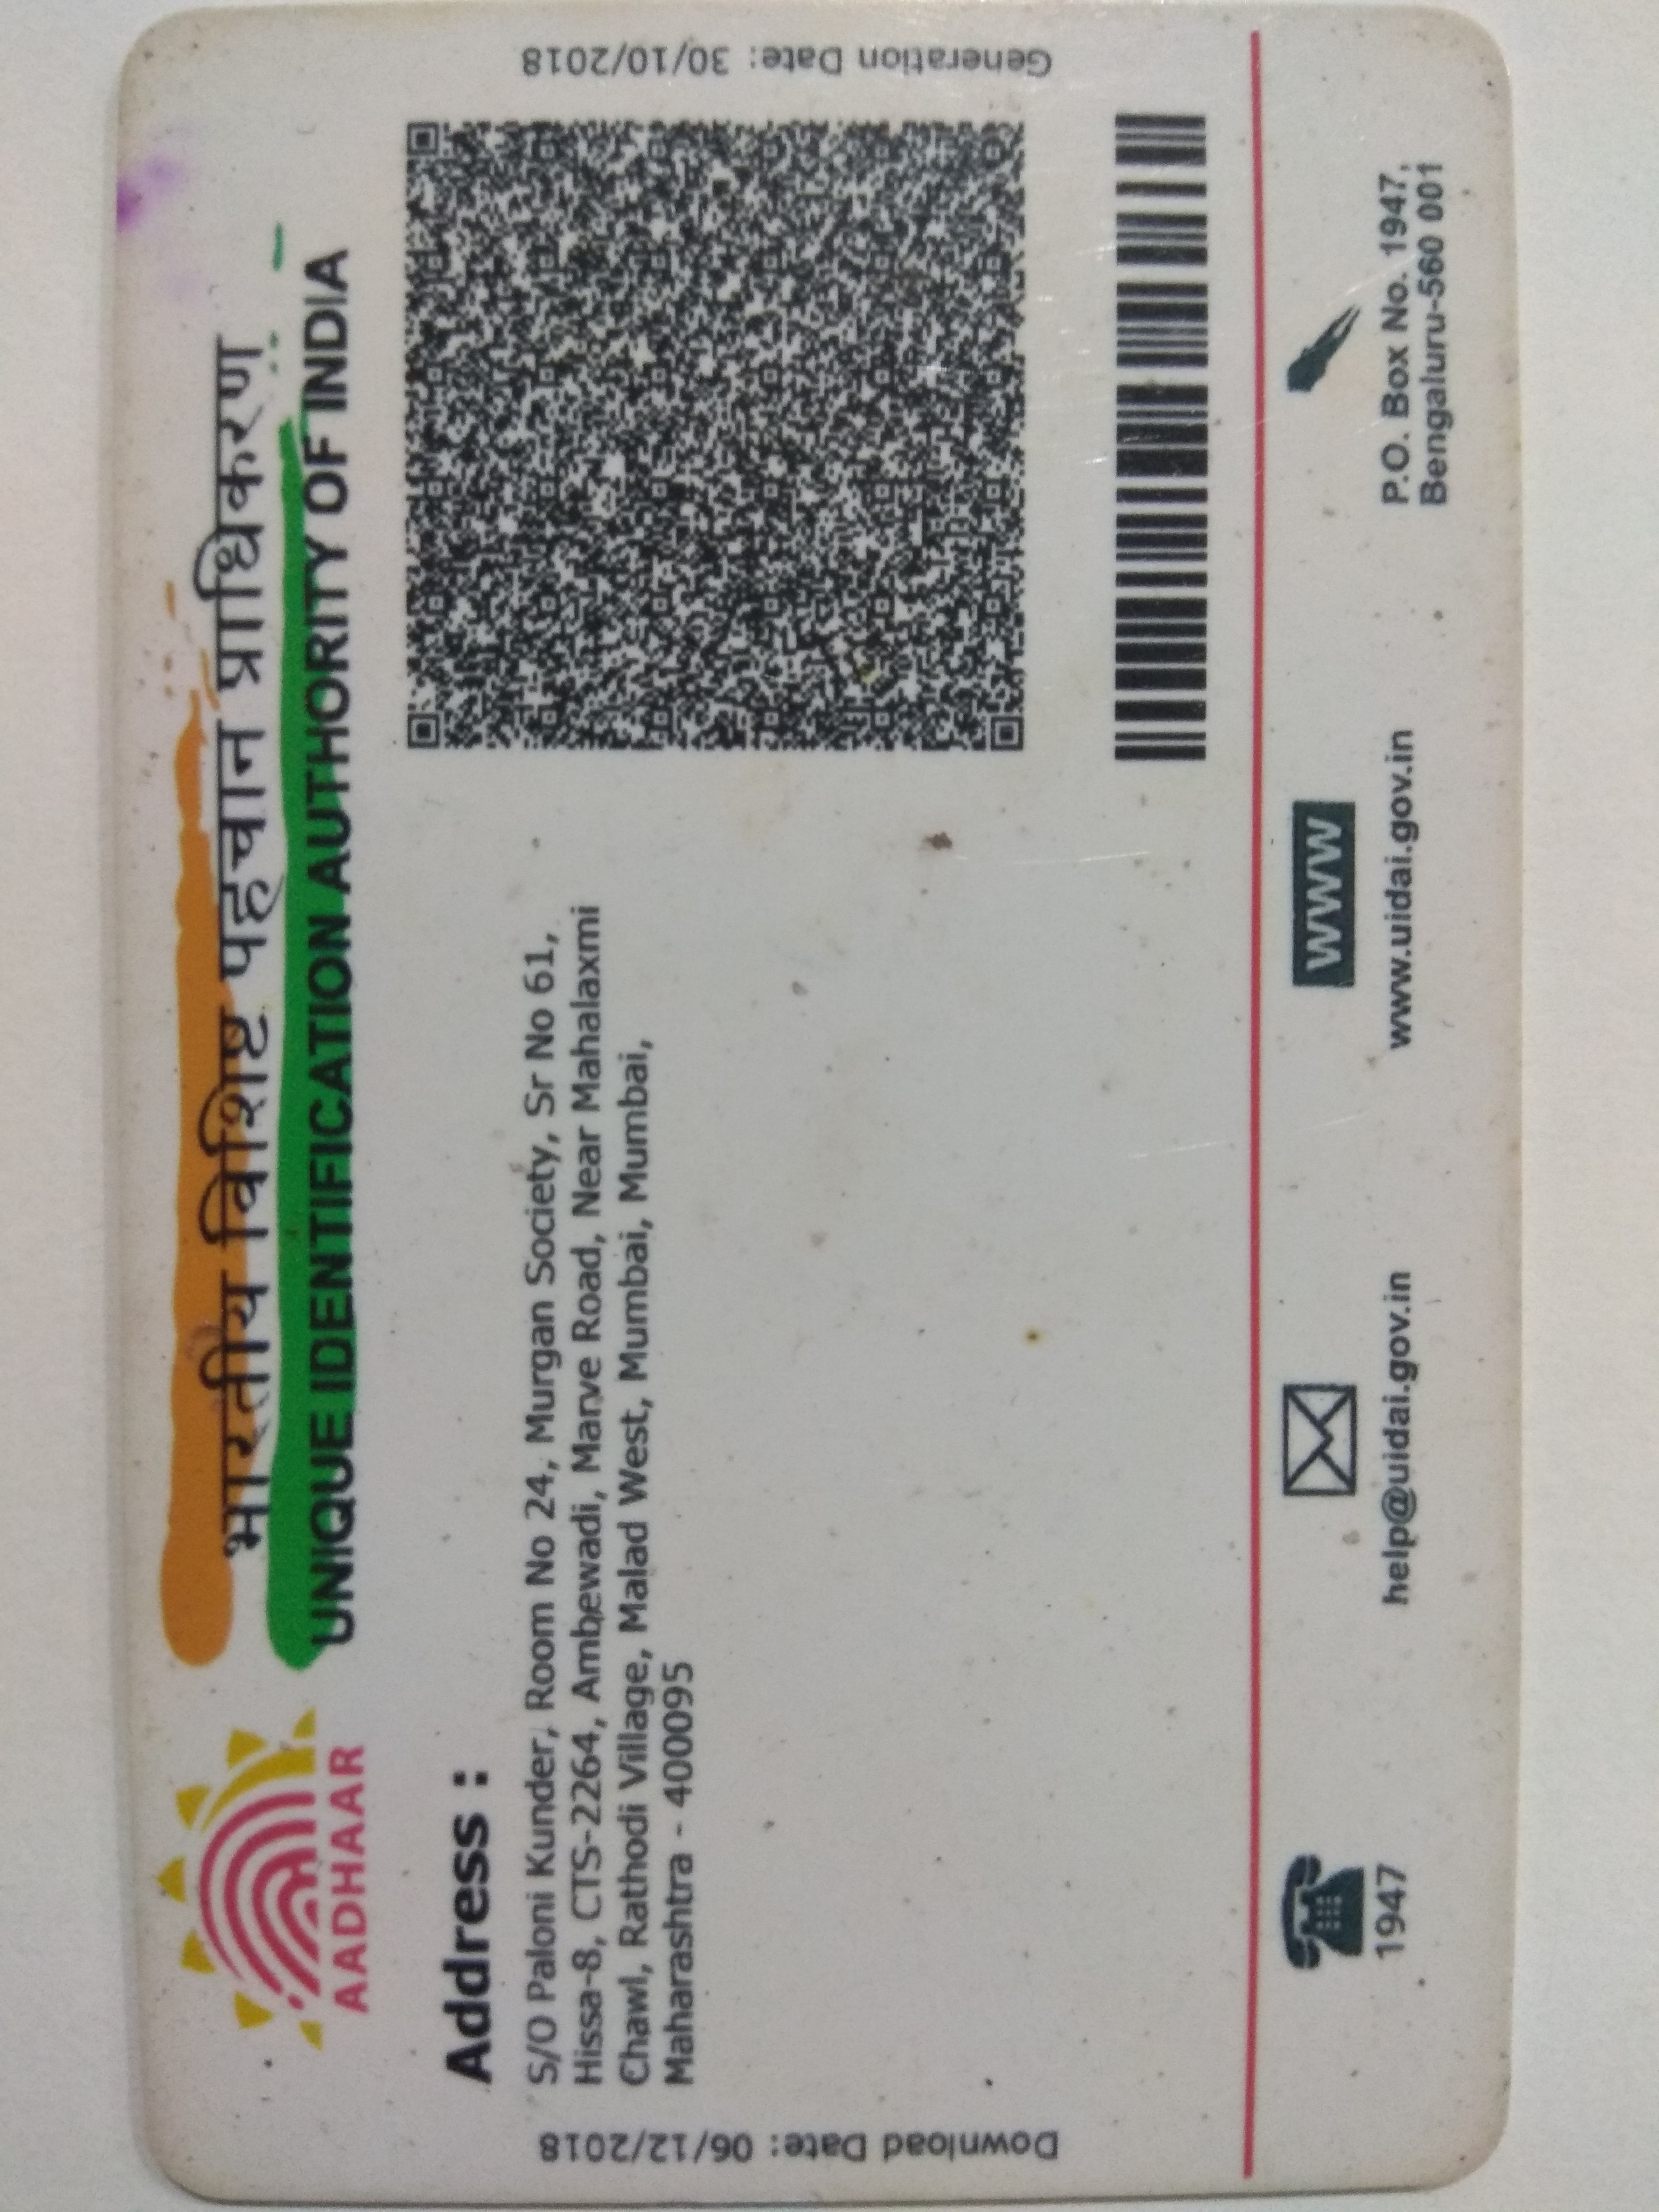 भारतीय विशिष्ट पहचान प्राधिकरण
UNIQUE IDENTIFICATION AUTHORITY OF INDIA
AADHAAR
Address :
S/O Paloni Kunder, Room No 24, Murgan Society, Sr No 61,
Hissa-8, CTS-2264, Ambewadi, Marve Road, Near Mahalaxmi
Chawl, Rathodi Village, Malad West, Mumbai, Mumbai,
Maharashtra - 400095
Download Date: 06/12/2018
Generation Date: 30/10/2018
1947
help@uidai.gov.in
WWW
www.uidai.gov.in
P.O. Box No. 1947,
Bengaluru-560 001